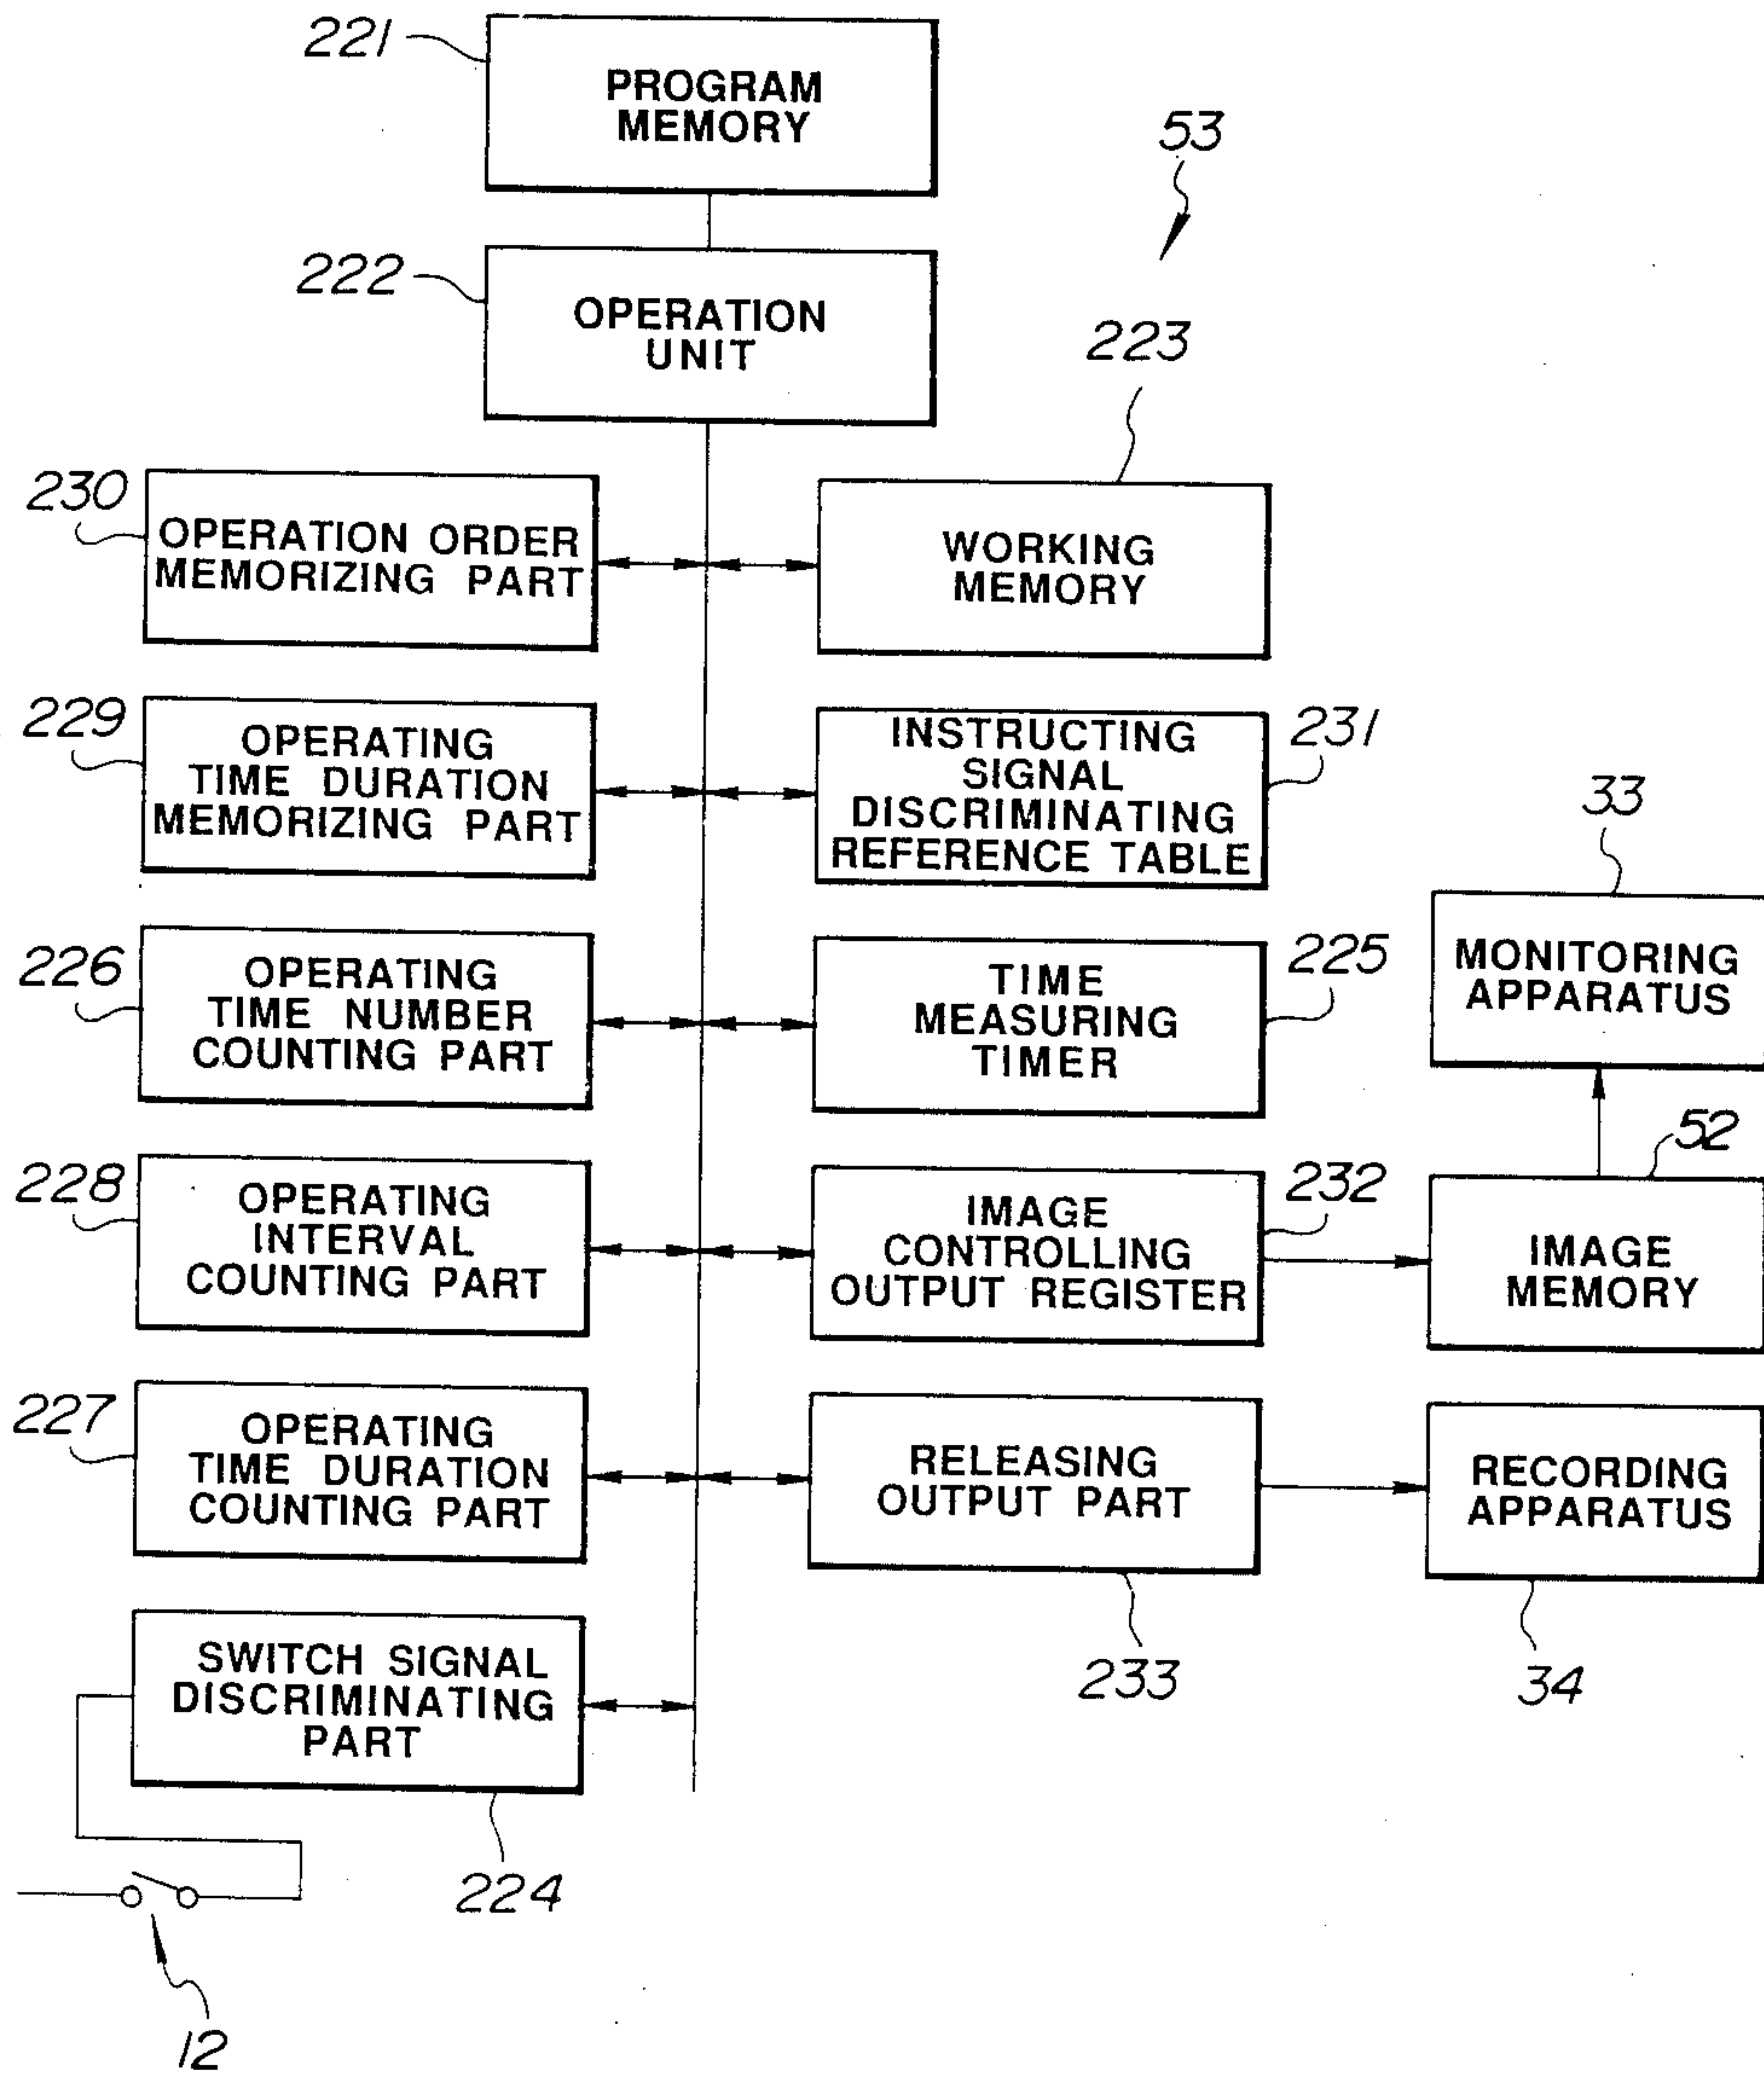 221
PROGRAM
MEMORY
53
222
OPERATION
UNIT
223
230
OPERATION ORDER
MEMORIZING PART
WORKING
MEMORY
229
OPERATING
TIME DURATION
MEMORIZING PART
INSTRUCTING
SIGNAL
DISCRIMINATING
REFERENCE TABLE
231
33
226
OPERATING
TIME NUMBER
COUNTING PART
TIME
MEASURING
TIMER
225
MONITORING
APPARATUS
52
228
OPERATING
INTERVAL
COUNTING PART
IMAGE
CONTROLLING
OUTPUT REGISTER
232
IMAGE
MEMORY
227
OPERATING
TIME DURATION
COUNTING PART
RELEASING
OUTPUT PART
RECORDING
APPARATUS
233
34
SWITCH SIGNAL
DISCRIMINATING
PART
224
12